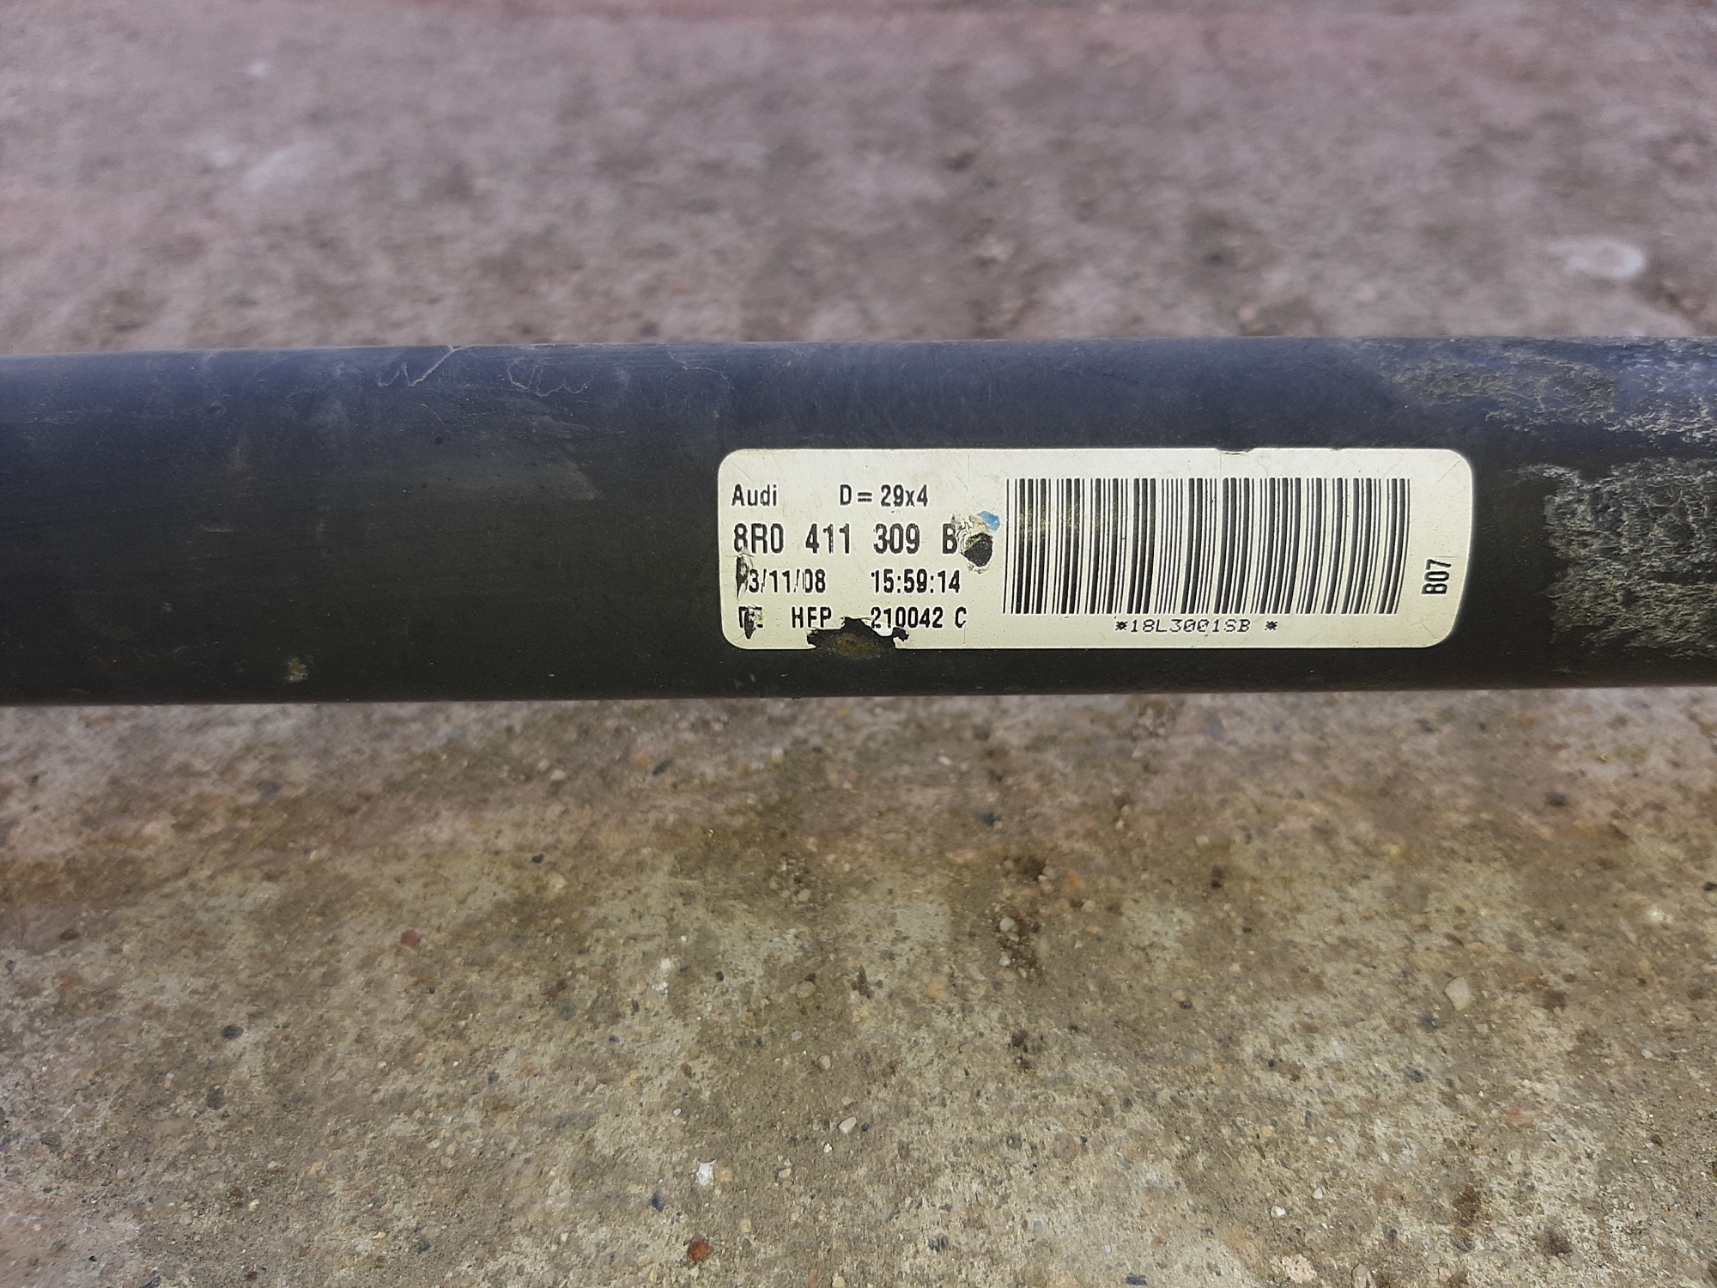 Audi D= 29x4
8R0 411 309 B
3/11/08 15:59:14
HFP 210042 C
*18L3001SB *
B07